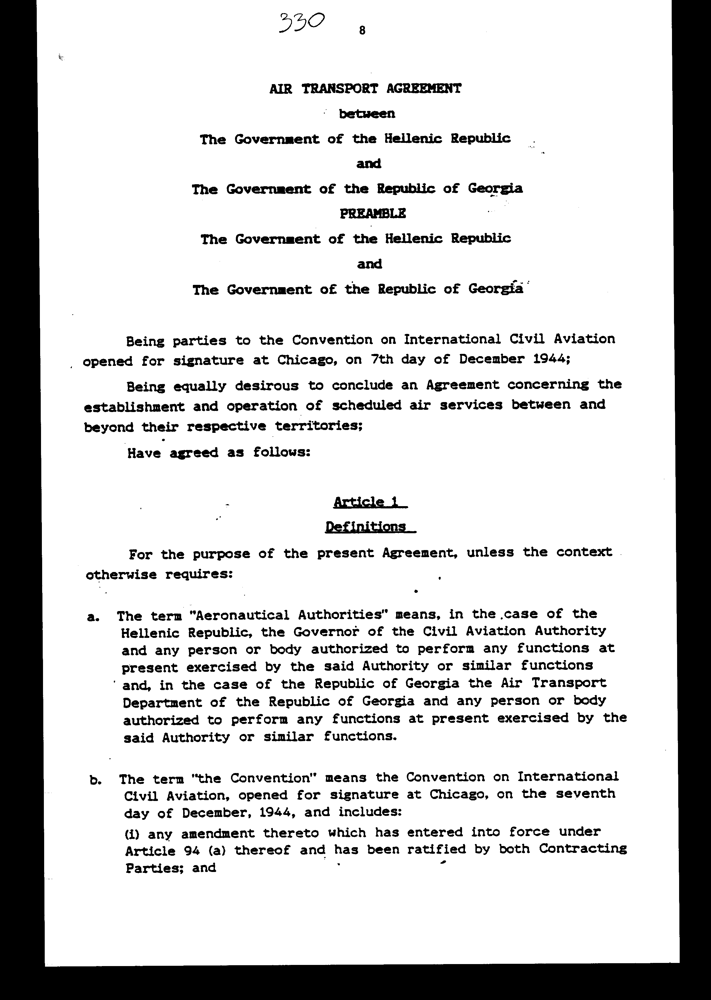 330
8
AIR TRANSPORT AGREEMENT
between
The Government of the Hellenic Republic
and
The Government of the Republic of Georgia
PREAMBLE
The Government of the Hellenic Republic
and
The Government of the Republic of Georgia
Being parties to the Convention on International Civil Aviation
opened for signature at Chicago, on 7th day of December 1944;
Being equally desirous to conclude an Agreement concerning the
establishment and operation of scheduled air services between and
beyond their respective territories;
Have agreed as follows:
Article 1
Definitions
For the purpose of the present Agreement, unless the context
otherwise requires:
a. The term "Aeronautical Authorities" means, in the case of the
Hellenic Republic, the Governor of the Civil Aviation Authority
and any person or body authorized to perform any functions at
present exercised by the said Authority or similar functions
and, in the case of the Republic of Georgia the Air Transport
Department of the Republic of Georgia and any person or body
authorized to perform any functions at present exercised by the
said Authority or similar functions.
b. The term "the Convention" means the Convention on International
Civil Aviation, opened for signature at Chicago, on the seventh
day of December, 1944, and includes:
(i) any amendment thereto which has entered into force under
Article 94 (a) thereof and has been ratified by both Contracting
Parties; and